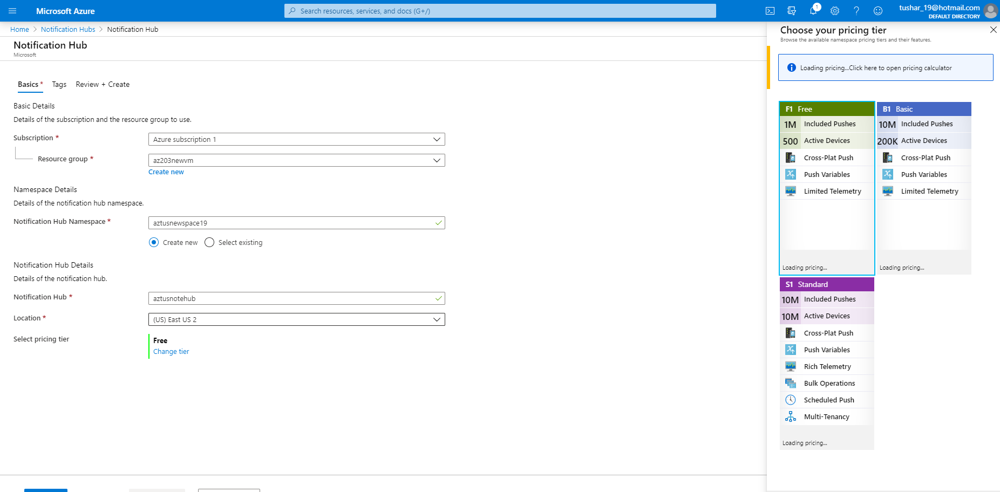 Microsoft Azure
Search resources, services, and docs (G+/)
1
tushar_19@hotmail.com
DEFAULT DIRECTORY
Home > Notification Hubs > Notification Hub
Notification Hub
Microsoft
Basics * Tags Review + Create
Basic Details
Details of the subscription and the resource group to use.
Subscription *
Azure subscription 1
Resource group *
az203newvm
Create new
Namespace Details
Details of the notification hub namespace.
Notification Hub Namespace *
aztusnewspace19
Create new Select existing
Notification Hub Details
Details of the notification hub.
Notification Hub *
aztusnotehub
Location *
(US) East US 2
Select pricing tier
Free
Change tier
Choose your pricing tier
Browse the available namespace pricing tiers and their features.
Loading pricing...Click here to open pricing calculator
F1 Free
1M Included Pushes
500 Active Devices
Cross-Plat Push
Push Variables
Limited Telemetry
Loading pricing...
B1 Basic
10M Included Pushes
200K Active Devices
Cross-Plat Push
Push Variables
Limited Telemetry
Loading pricing...
S1 Standard
10M Included Pushes
10M Active Devices
Cross-Plat Push
Push Variables
Rich Telemetry
Bulk Operations
Scheduled Push
Multi-Tenancy
Loading pricing...